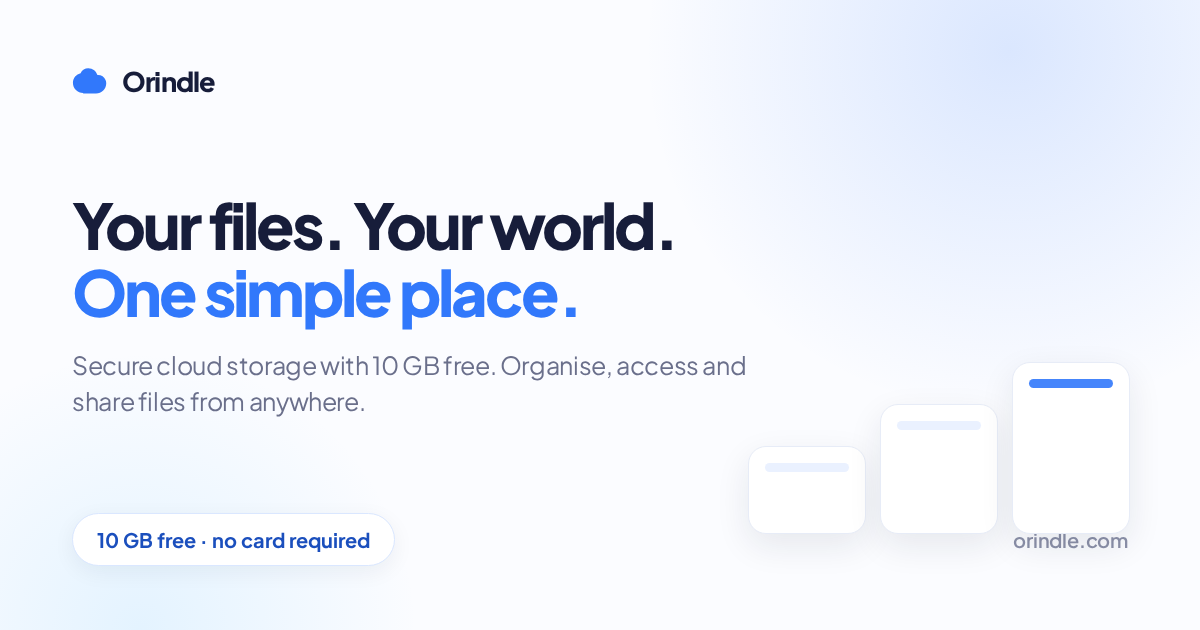 Orindle
Your files. Your world.
One simple place.
Secure cloud storage with 10 GB free. Organise, access and
share files from anywhere.
10 GB free · no card required
orindle.com